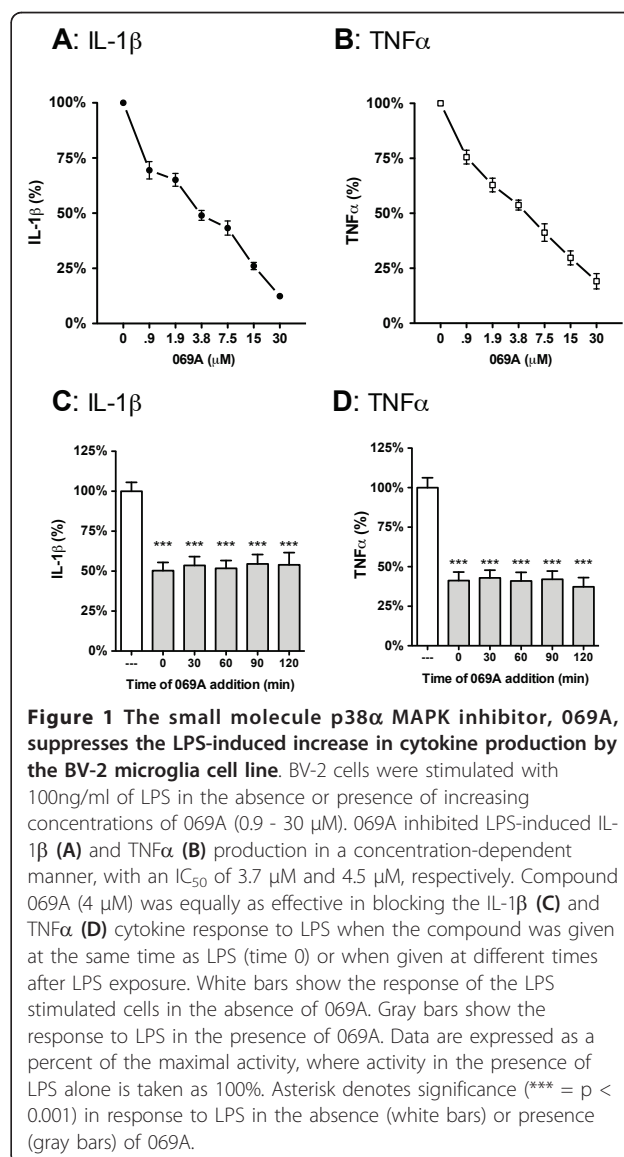 A: IL-1β
B: TNFα
100%
75%
50%
25%
0%
IL-1β (%)
0 .9 1.9 3.8 7.5 15 30
069A (μM)
100%
75%
50%
25%
0%
TNFα (%)
0 .9 1.9 3.8 7.5 15 30
069A (μM)
C: IL-1β
D: TNFα
125%
100%
75%
50%
25%
0%
IL-1β (%)
*** *** *** *** ***
--- 0 30 60 90 120
Time of 069A addition (min)
125%
100%
75%
50%
25%
0%
TNFα (%)
*** *** *** *** ***
--- 0 30 60 90 120
Time of 069A addition (min)
Figure 1 The small molecule p38α MAPK inhibitor, 069A,
suppresses the LPS-induced increase in cytokine production by
the BV-2 microglia cell line. BV-2 cells were stimulated with
100ng/ml of LPS in the absence or presence of increasing
concentrations of 069A (0.9 - 30 μM). 069A inhibited LPS-induced IL-
1β (A) and TNFα (B) production in a concentration-dependent
manner, with an IC50 of 3.7 μM and 4.5 μM, respectively. Compound
069A (4 μM) was equally as effective in blocking the IL-1β (C) and
TNFα (D) cytokine response to LPS when the compound was given
at the same time as LPS (time 0) or when given at different times
after LPS exposure. White bars show the response of the LPS
stimulated cells in the absence of 069A. Gray bars show the
response to LPS in the presence of 069A. Data are expressed as a
percent of the maximal activity, where activity in the presence of
LPS alone is taken as 100%. Asterisk denotes significance (*** = p <
0.001) in response to LPS in the absence (white bars) or presence
(gray bars) of 069A.